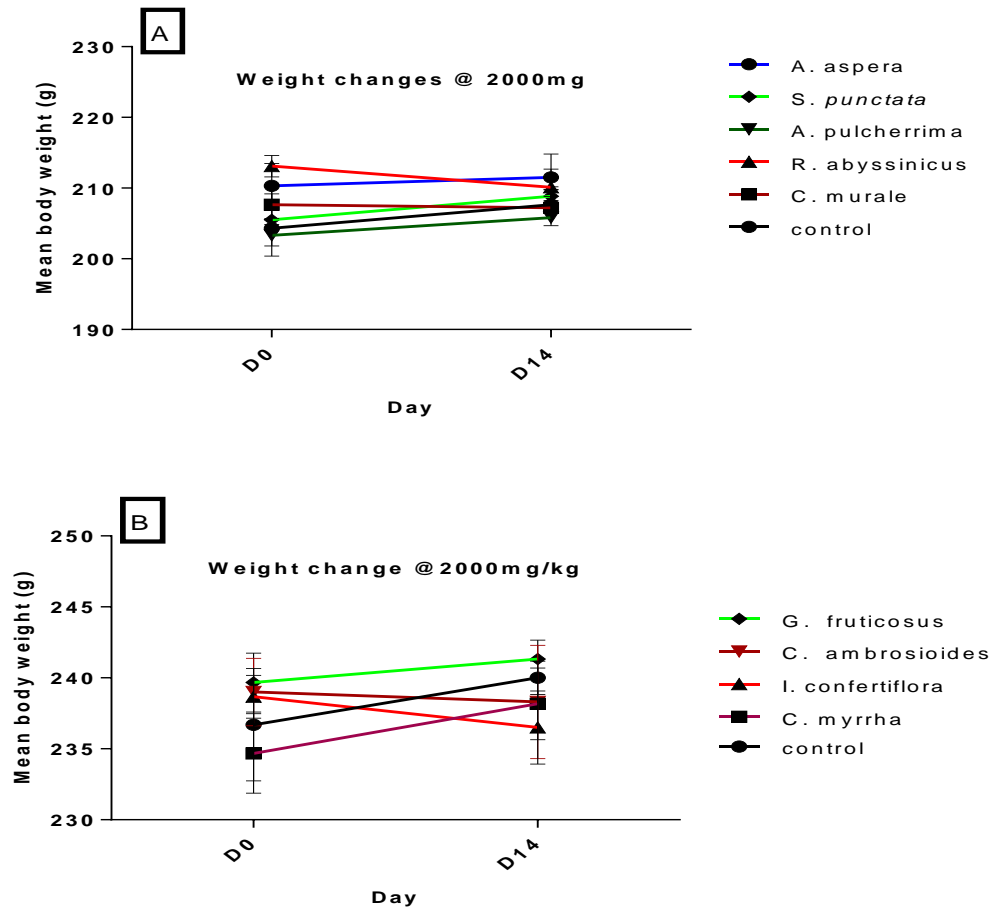 A
Weight changes @ 2000mg
230
220
210
200
190
Mean body weight (g)
D0
D14
Day
A. aspera
S. punctata
A. pulcherrima
R. abyssinicus
C. murale
control
B
Weight change @2000mg/kg
250
245
240
235
230
Mean body weight (g)
D0
D14
Day
G. fruticosus
C. ambrosioides
I. confertiflora
C. myrrha
control